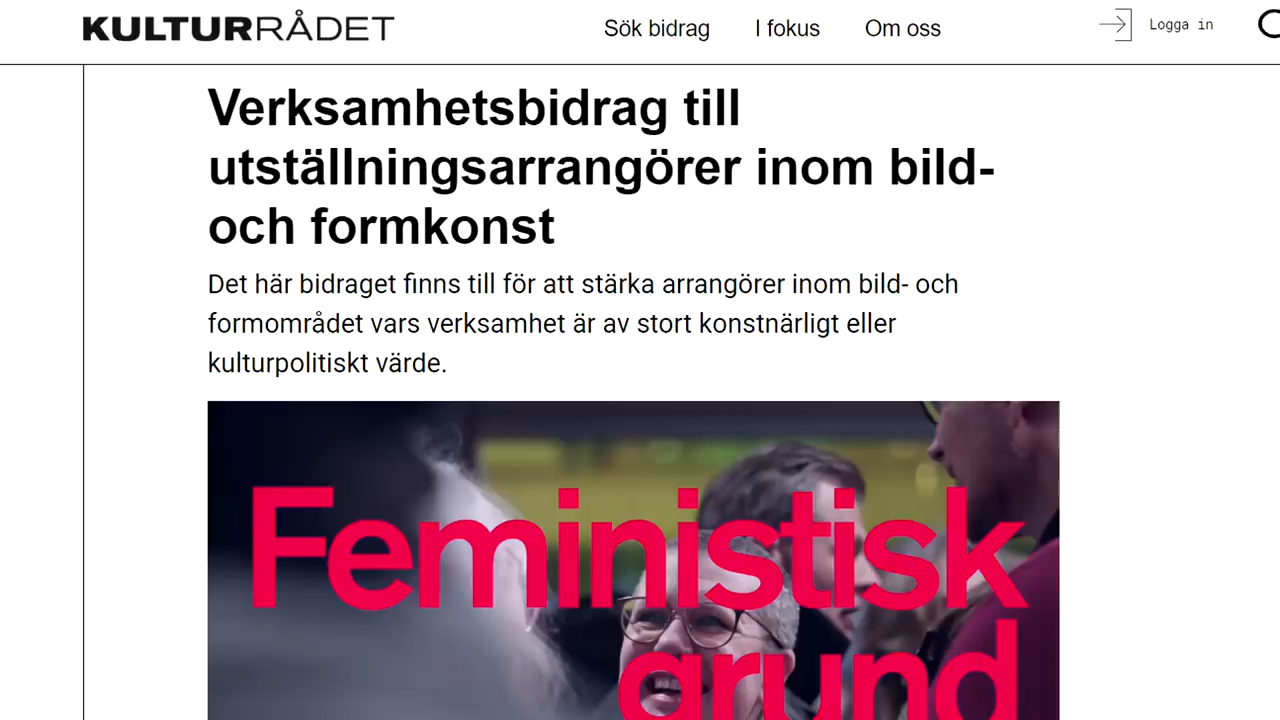 KULTURRÅDET
Sök bidrag
I fokus
Om oss
Logga in
Verksamhetsbidrag till
utställningsarrangörer inom bild-
och formkonst
Det här bidraget finns till för att stärka arrangörer inom bild- och
formområdet vars verksamhet är av stort konstnärligt eller
kulturpolitiskt värde.
Feministisk
grund